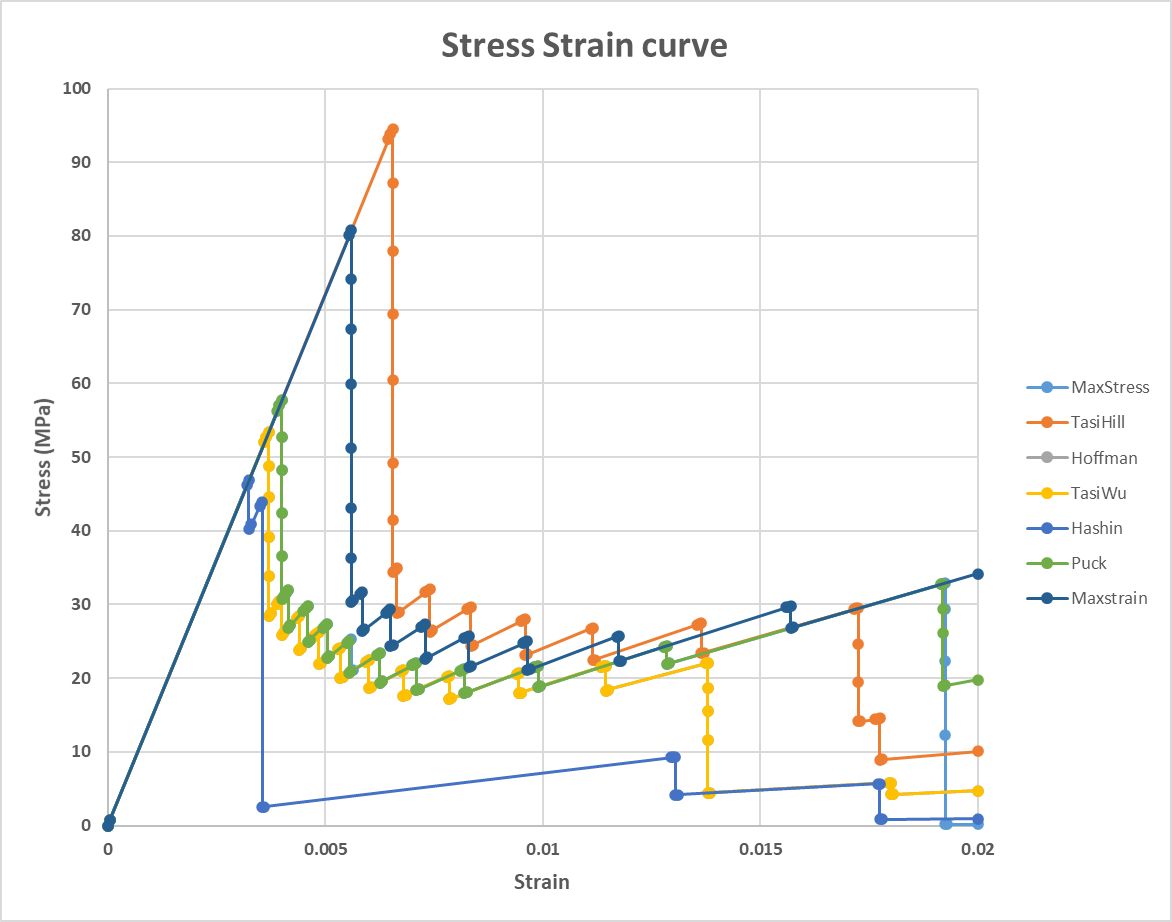 Stress Strain curve
Stress (MPa)
100
90
80
70
60
50
40
30
20
10
0
0
0.005
0.01
0.015
0.02
Strain
MaxStress
TasiHill
Hoffman
TasiWu
Hashin
Puck
Maxstrain